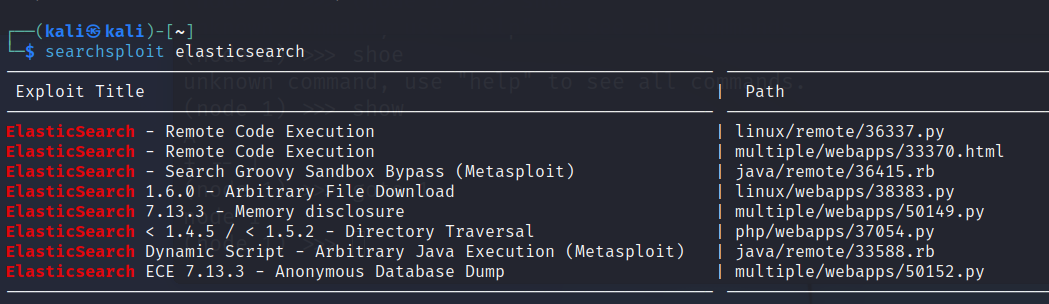 ┌──(kali㉿kali)-[~]
└─$ searchsploit elasticsearch
>>> shoe
unknown command, use "help" to see all commands.
Exploit Title | Path
(node 1) >>> show
ElasticSearch - Remote Code Execution | linux/remote/36337.py
ElasticSearch - Remote Code Execution | multiple/webapps/33370.html
ElasticSearch - Search Groovy Sandbox Bypass (Metasploit) | java/remote/36415.rb
ElasticSearch 1.6.0 - Arbitrary File Download | linux/webapps/38383.py
ElasticSearch 7.13.3 - Memory disclosure | multiple/webapps/50149.py
ElasticSearch < 1.4.5 / < 1.5.2 - Directory Traversal | php/webapps/37054.py
ElasticSearch Dynamic Script - Arbitrary Java Execution (Metasploit) | java/remote/33588.rb
Elasticsearch ECE 7.13.3 - Anonymous Database Dump | multiple/webapps/50152.py